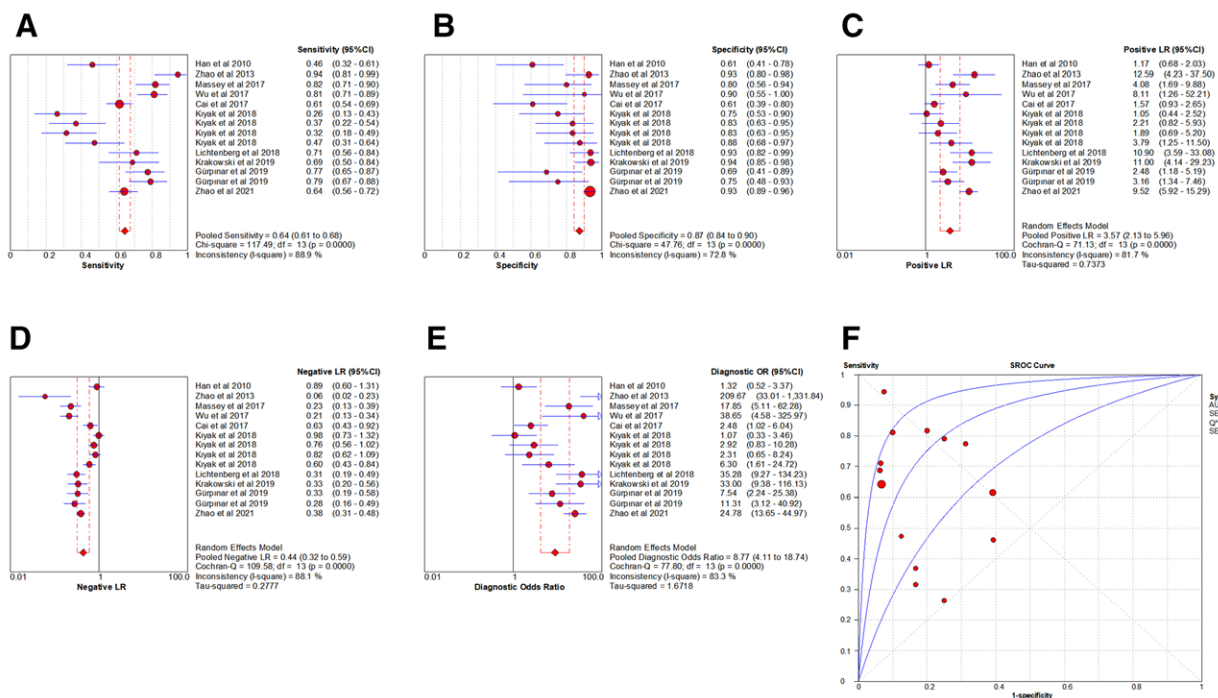 A
Sensitivity (95%CI)
Han et al 2010 0.46 (0.32 - 0.61)
Zhao et al 2013 0.94 (0.81 - 0.99)
Massey et al 2017 0.82 (0.71 - 0.90)
Wu et al 2017 0.81 (0.71 - 0.89)
Cai et al 2017 0.61 (0.54 - 0.69)
Kıyak et al 2018 0.26 (0.13 - 0.43)
Kıyak et al 2018 0.37 (0.22 - 0.54)
Kıyak et al 2018 0.32 (0.18 - 0.49)
Kıyak et al 2018 0.47 (0.31 - 0.64)
Lichtenberg et al 2018 0.71 (0.56 - 0.84)
Krakowski et al 2019 0.69 (0.50 - 0.84)
Gürpınar et al 2019 0.77 (0.65 - 0.87)
Gürpınar et al 2019 0.79 (0.67 - 0.88)
Zhao et al 2021 0.64 (0.56 - 0.72)
Pooled Sensitivity = 0.64 (0.61 to 0.68)
Chi-square = 117.49; df = 13 (p = 0.0000)
Inconsistency (I-square) = 88.9 %
0 0.2 0.4 0.6 0.8 1
Sensitivity
B
Specificity (95%CI)
Han et al 2010 0.61 (0.41 - 0.78)
Zhao et al 2013 0.93 (0.80 - 0.98)
Massey et al 2017 0.80 (0.56 - 0.94)
Wu et al 2017 0.90 (0.55 - 1.00)
Cai et al 2017 0.61 (0.39 - 0.80)
Kıyak et al 2018 0.75 (0.53 - 0.90)
Kıyak et al 2018 0.83 (0.63 - 0.95)
Kıyak et al 2018 0.83 (0.63 - 0.95)
Kıyak et al 2018 0.88 (0.68 - 0.97)
Lichtenberg et al 2018 0.93 (0.82 - 0.99)
Krakowski et al 2019 0.94 (0.85 - 0.98)
Gürpınar et al 2019 0.69 (0.41 - 0.89)
Gürpınar et al 2019 0.75 (0.48 - 0.93)
Zhao et al 2021 0.93 (0.89 - 0.96)
Pooled Specificity = 0.87 (0.84 to 0.90)
Chi-square = 47.76; df = 13 (p = 0.0000)
Inconsistency (I-square) = 72.8 %
0 0.2 0.4 0.6 0.8 1
Specificity
C
Positive LR (95%CI)
Han et al 2010 1.17 (0.68 - 2.03)
Zhao et al 2013 12.59 (4.23 - 37.50)
Massey et al 2017 4.08 (1.69 - 9.88)
Wu et al 2017 8.11 (1.26 - 52.21)
Cai et al 2017 1.57 (0.93 - 2.65)
Kıyak et al 2018 1.05 (0.44 - 2.52)
Kıyak et al 2018 2.21 (0.82 - 5.93)
Kıyak et al 2018 1.89 (0.69 - 5.20)
Kıyak et al 2018 3.79 (1.25 - 11.50)
Lichtenberg et al 2018 10.90 (3.59 - 33.08)
Krakowski et al 2019 11.00 (4.14 - 29.23)
Gürpınar et al 2019 2.48 (1.18 - 5.19)
Gürpınar et al 2019 3.16 (1.34 - 7.46)
Zhao et al 2021 9.52 (5.92 - 15.29)
Random Effects Model
Pooled Positive LR = 3.57 (2.13 to 5.96)
Cochran-Q = 71.13; df = 13 (p = 0.0000)
Inconsistency (I-square) = 81.7 %
Tau-squared = 0.7373
0.01 1 100.0
Positive LR
D
Negative LR (95%CI)
Han et al 2010 0.89 (0.60 - 1.31)
Zhao et al 2013 0.06 (0.02 - 0.23)
Massey et al 2017 0.23 (0.13 - 0.39)
Wu et al 2017 0.21 (0.13 - 0.34)
Cai et al 2017 0.63 (0.43 - 0.92)
Kıyak et al 2018 0.98 (0.73 - 1.32)
Kıyak et al 2018 0.76 (0.56 - 1.02)
Kıyak et al 2018 0.82 (0.62 - 1.09)
Kıyak et al 2018 0.60 (0.43 - 0.84)
Lichtenberg et al 2018 0.31 (0.19 - 0.49)
Krakowski et al 2019 0.33 (0.20 - 0.56)
Gürpınar et al 2019 0.33 (0.19 - 0.58)
Gürpınar et al 2019 0.28 (0.16 - 0.49)
Zhao et al 2021 0.38 (0.31 - 0.48)
Random Effects Model
Pooled Negative LR = 0.44 (0.32 to 0.59)
Cochran-Q = 109.58; df = 13 (p = 0.0000)
Inconsistency (I-square) = 88.1 %
Tau-squared = 0.2777
0.01 1 100.0
Negative LR
E
Diagnostic OR (95%CI)
Han et al 2010 1.32 (0.52 - 3.37)
Zhao et al 2013 209.67 (33.01 - 1,331.84)
Massey et al 2017 17.85 (5.11 - 62.28)
Wu et al 2017 38.65 (4.58 - 325.97)
Cai et al 2017 2.48 (1.02 - 6.04)
Kıyak et al 2018 1.07 (0.33 - 3.46)
Kıyak et al 2018 2.92 (0.83 - 10.28)
Kıyak et al 2018 2.31 (0.65 - 8.24)
Kıyak et al 2018 6.30 (1.61 - 24.72)
Lichtenberg et al 2018 35.28 (9.27 - 134.23)
Krakowski et al 2019 33.00 (9.38 - 116.13)
Gürpınar et al 2019 7.54 (2.24 - 25.38)
Gürpınar et al 2019 11.31 (3.12 - 40.92)
Zhao et al 2021 24.78 (13.65 - 44.97)
Random Effects Model
Pooled Diagnostic Odds Ratio = 8.77 (4.11 to 18.74)
Cochran-Q = 77.80; df = 13 (p = 0.0000)
Inconsistency (I-square) = 83.3 %
Tau-squared = 1.6718
0.01 1 100.0
Diagnostic Odds Ratio
F
Sensitivity SROC Curve
1
0.9
0.8
0.7
0.6
0.5
0.4
0.3
0.2
0.1
0
0 0.2 0.4 0.6 0.8 1
1-specificity
Sy
AU
SE
Q*
SE